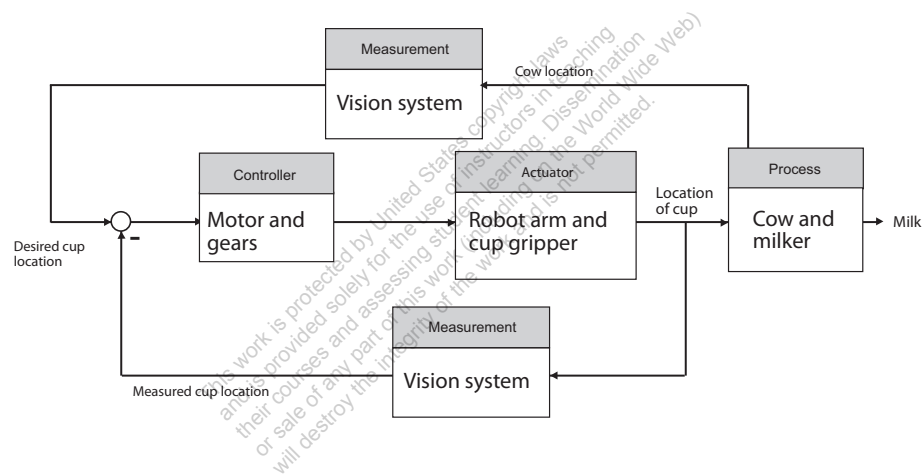 Measurement
Vision system
Cow location
Controller
Motor and
gears
Actuator
Robot arm and
cup gripper
Location
of cup
Process
Cow and
milker
Milk
Desired cup
location
-
Measurement
Vision system
Measured cup location
This work is protected by United States copyright laws
and is provided solely for the use of instructors in teaching
their courses and assessing student learning. Dissemination
or sale of any part of this work (including on the World Wide Web)
will destroy the integrity of the work and is not permitted.